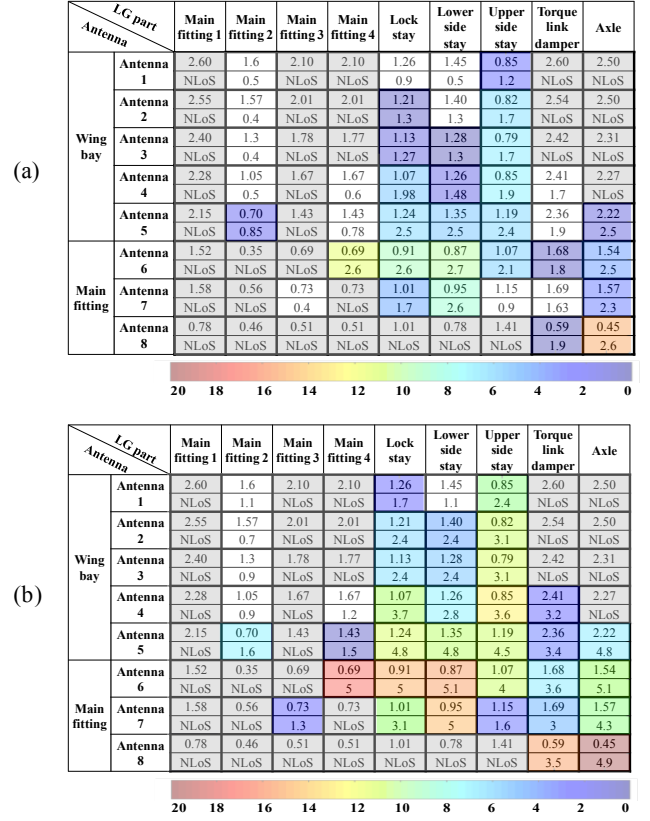 (a)
LG part
Antenna
Main fitting 1 Main fitting 2 Main fitting 3 Main fitting 4 Lock stay Lower side stay Upper side stay Torque link damper Axle
Wing bay
Antenna 1
2.60 1.6 2.10 2.10 1.26 1.45 0.85 2.60 2.50
NLoS 0.5 NLoS NLoS 0.9 0.5 1.2 NLoS NLoS
Antenna 2
2.55 1.57 2.01 2.01 1.21 1.40 0.82 2.54 2.50
NLoS 0.4 NLoS NLoS 1.3 1.3 1.7 NLoS NLoS
Antenna 3
2.40 1.3 1.78 1.77 1.13 1.28 0.79 2.42 2.31
NLoS 0.4 NLoS NLoS 1.27 1.3 1.7 NLoS NLoS
Antenna 4
2.28 1.05 1.67 1.67 1.07 1.26 0.85 2.41 2.27
NLoS 0.5 NLoS 0.6 1.98 1.48 1.9 1.7 NLoS
Antenna 5
2.15 0.70 1.43 1.43 1.24 1.35 1.19 2.36 2.22
NLoS 0.85 NLoS 0.78 2.5 2.5 2.4 1.9 2.5
Main fitting
Antenna 6
1.52 0.35 0.69 0.69 0.91 0.87 1.07 1.68 1.54
NLoS NLoS NLoS 2.6 2.6 2.7 2.1 1.8 2.5
Antenna 7
1.58 0.56 0.73 0.73 1.01 0.95 1.15 1.69 1.57
NLoS NLoS 0.4 NLoS 1.7 2.6 0.9 1.63 2.3
Antenna 8
0.78 0.46 0.51 0.51 1.01 0.78 1.41 0.59 0.45
NLoS NLoS NLoS NLoS NLoS NLoS NLoS 1.9 2.6
20 18 16 14 12 10 8 6 4 2 0
(b)
LG part
Antenna
Main fitting 1 Main fitting 2 Main fitting 3 Main fitting 4 Lock stay Lower side stay Upper side stay Torque link damper Axle
Wing bay
Antenna 1
2.60 1.6 2.10 2.10 1.26 1.45 0.85 2.60 2.50
NLoS 1.1 NLoS NLoS 1.7 1.1 2.4 NLoS NLoS
Antenna 2
2.55 1.57 2.01 2.01 1.21 1.40 0.82 2.54 2.50
NLoS 0.7 NLoS NLoS 2.4 2.4 3.1 NLoS NLoS
Antenna 3
2.40 1.3 1.78 1.77 1.13 1.28 0.79 2.42 2.31
NLoS 0.9 NLoS NLoS 2.4 2.4 3.1 NLoS NLoS
Antenna 4
2.28 1.05 1.67 1.67 1.07 1.26 0.85 2.41 2.27
NLoS 0.9 NLoS 1.2 3.7 2.8 3.6 3.2 NLoS
Antenna 5
2.15 0.70 1.43 1.43 1.24 1.35 1.19 2.36 2.22
NLoS 1.6 NLoS 1.5 4.8 4.8 4.5 3.4 4.8
Main fitting
Antenna 6
1.52 0.35 0.69 0.69 0.91 0.87 1.07 1.68 1.54
NLoS NLoS NLoS 5 5 5.1 4 3.6 5.1
Antenna 7
1.58 0.56 0.73 0.73 1.01 0.95 1.15 1.69 1.57
NLoS NLoS 1.3 NLoS 3.1 5 1.6 3 4.3
Antenna 8
0.78 0.46 0.51 0.51 1.01 0.78 1.41 0.59 0.45
NLoS NLoS NLoS NLoS NLoS NLoS NLoS 3.5 4.9
20 18 16 14 12 10 8 6 4 2 0